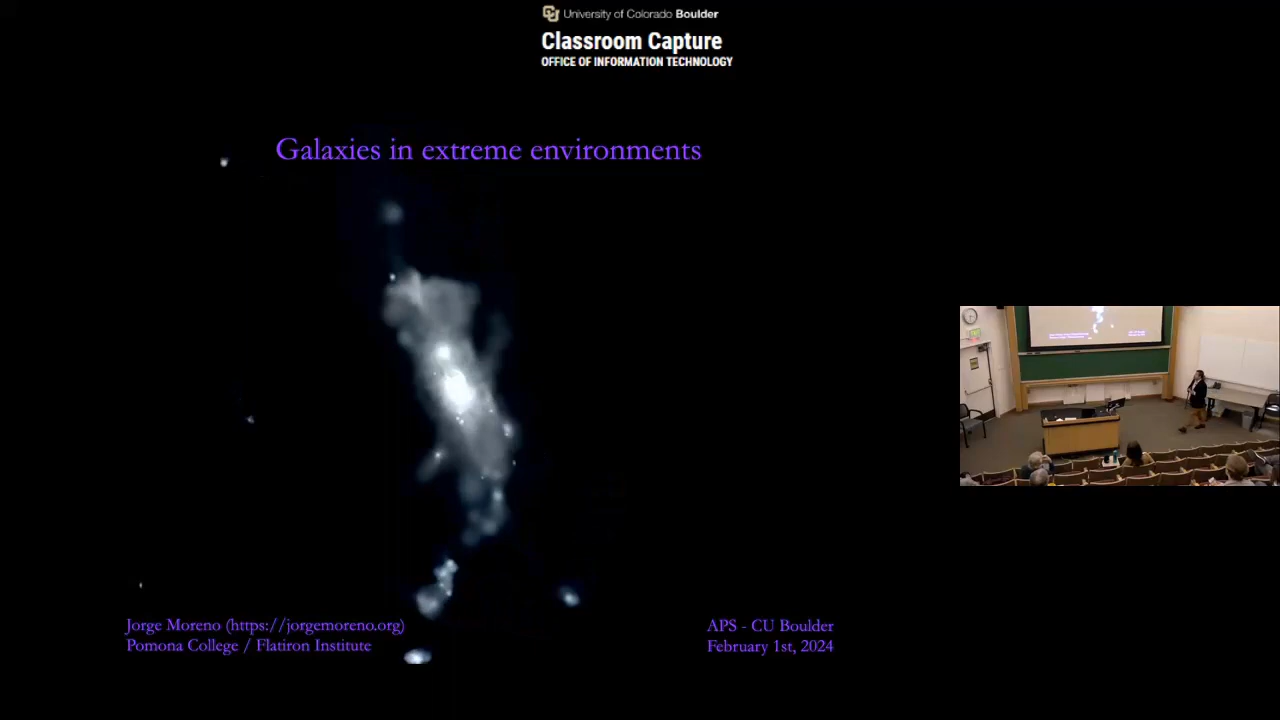 University of Colorado Boulder
Classroom Capture
OFFICE OF INFORMATION TECHNOLOGY
Galaxies in extreme environments
Jorge Moreno (https://jorgemoreno.org)
Pomona College / Flatiron Institute
APS - CU Boulder
February 1st, 2024